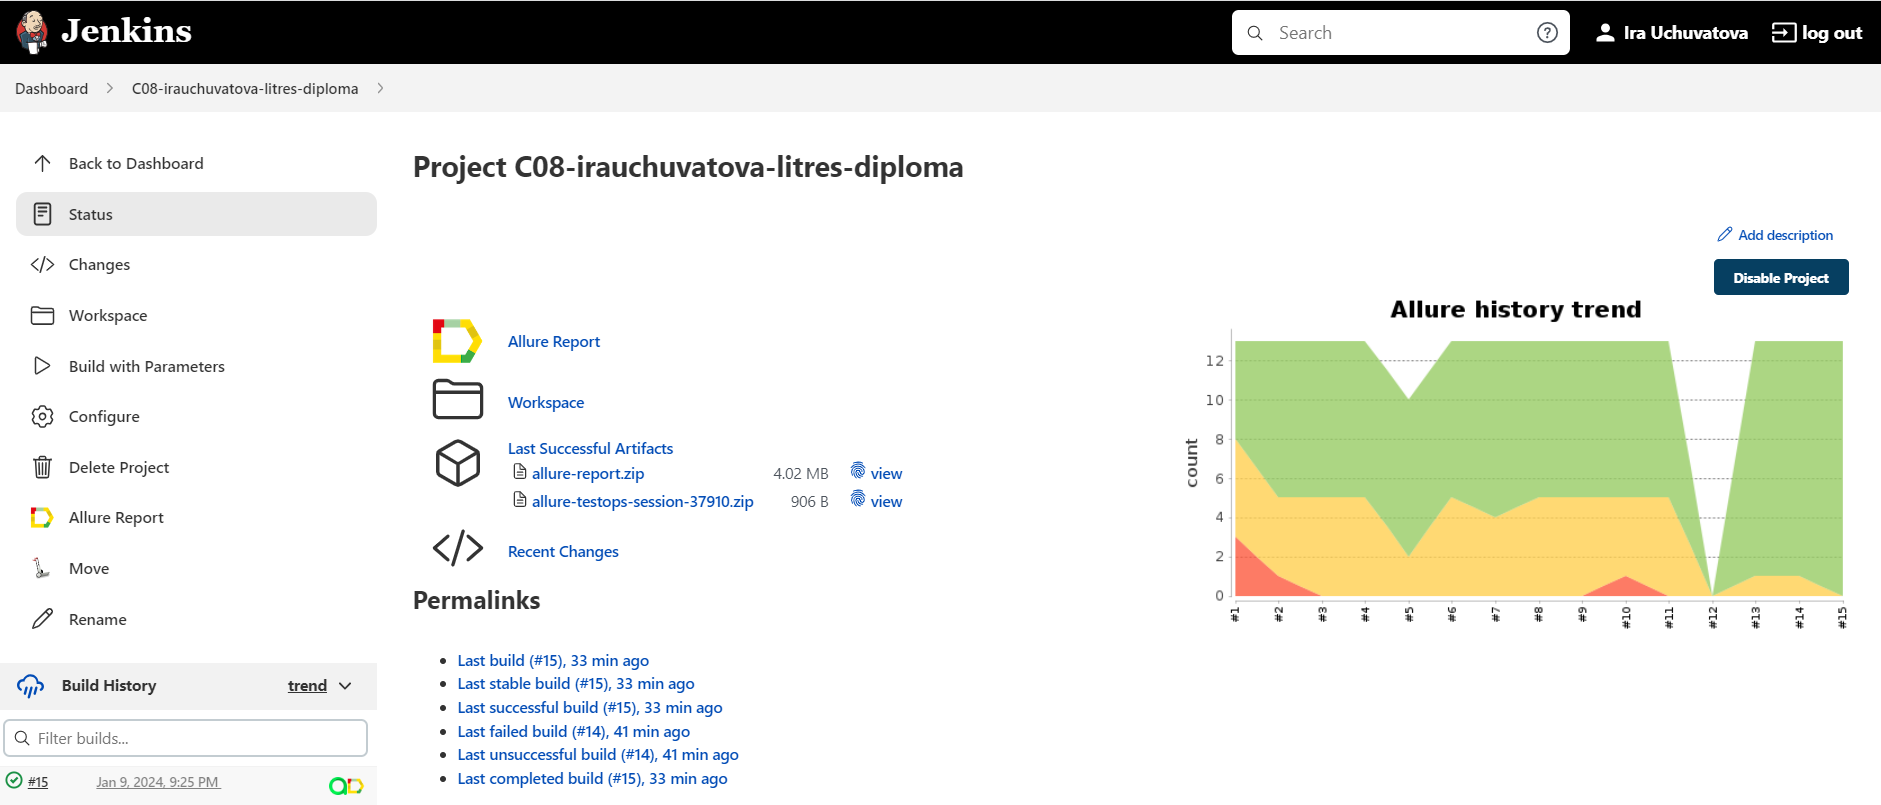 Jenkins
Search
Ira Uchuvatova
log out
Dashboard
C08-irauchuvatova-litres-diploma
Back to Dashboard
Status
Changes
Workspace
Build with Parameters
Configure
Delete Project
Allure Report
Move
Rename
Build History
trend
Filter builds...
#15
Jan 9, 2024, 9:25 PM
Project C08-irauchuvatova-litres-diploma
Add description
Disable Project
Allure Report
Workspace
Last Successful Artifacts
allure-report.zip 4.02 MB view
allure-testops-session-37910.zip 906 B view
Recent Changes
Permalinks
Last build (#15), 33 min ago
Last stable build (#15), 33 min ago
Last successful build (#15), 33 min ago
Last failed build (#14), 41 min ago
Last unsuccessful build (#14), 41 min ago
Last completed build (#15), 33 min ago
Allure history trend
count
12
10
8
6
4
2
0
#1 #2 #3 #4 #5 #6 #7 #8 #9 #10 #11 #12 #13 #14 #15